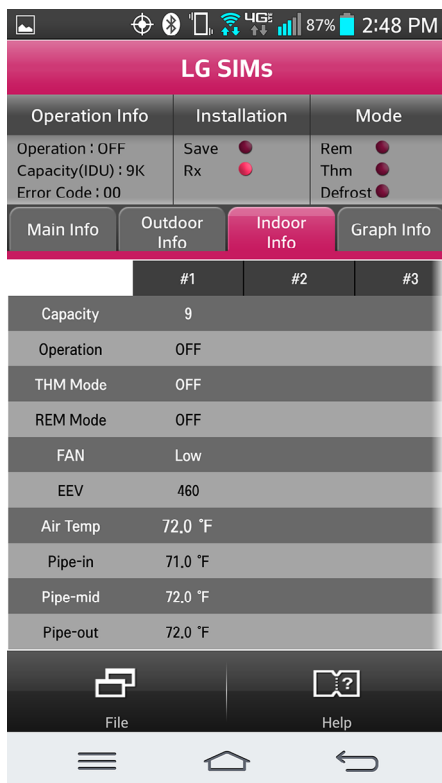 4G 87% 2:48 PM
LG SIMs
Operation Info Installation Mode
Operation : OFF Save Rem
Capacity(IDU) : 9K Rx Thm
Error Code : 00 Defrost
Main Info Outdoor Info Indoor Info Graph Info
#1 #2 #3
Capacity 9
Operation OFF
THM Mode OFF
REM Mode OFF
FAN Low
EEV 460
Air Temp 72.0 °F
Pipe-in 71.0 °F
Pipe-mid 72.0 °F
Pipe-out 72.0 °F
File Help